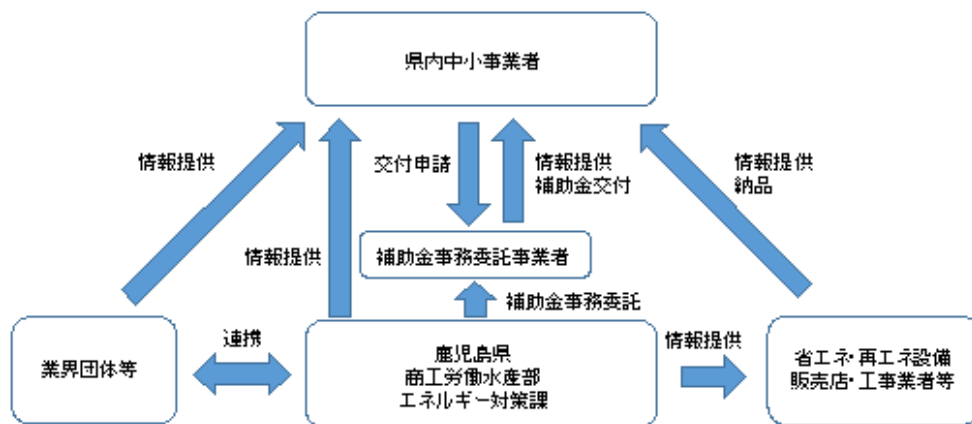 県内中小事業者
情報提供
交付申請
情報提供
補助金交付
情報提供
納品
情報提供
補助金事務委託事業者
補助金事務委託
業界団体等
連携
鹿児島県
商工労働水産部
エネルギー対策課
情報提供
省エネ・再エネ設備
販売店・工事業者等